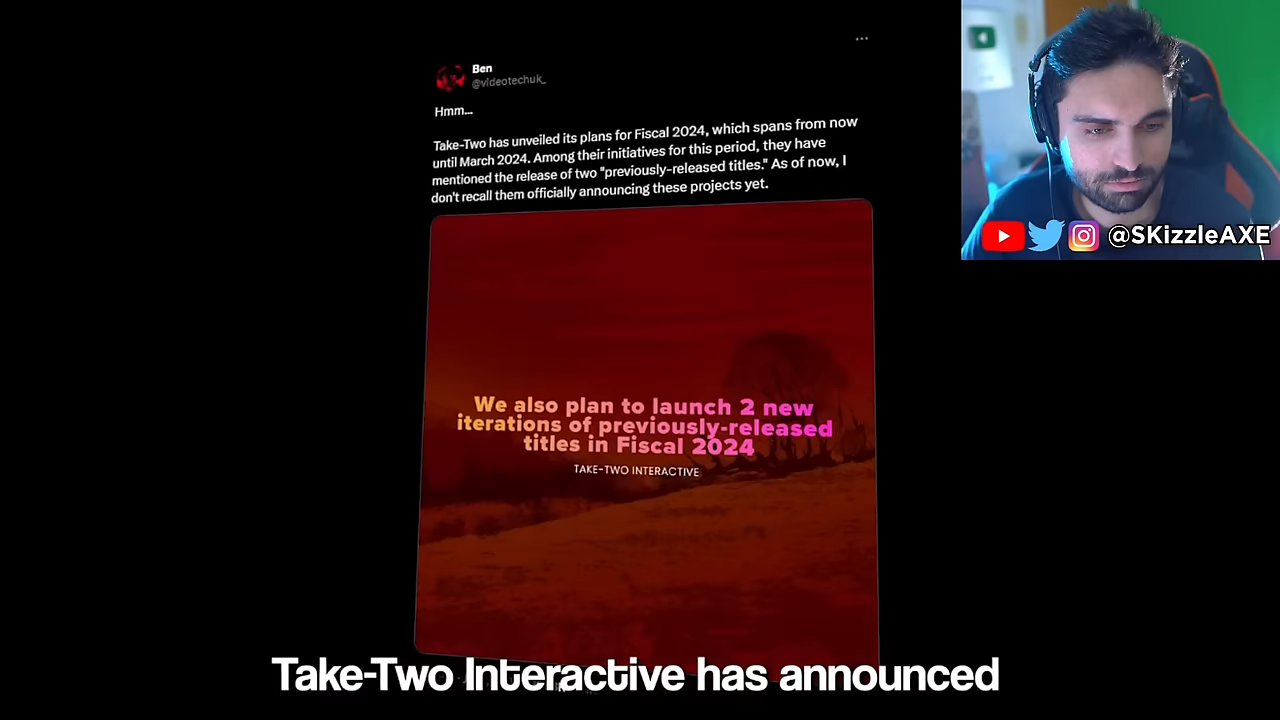 Ben
@videotechuk_
Hmm...
Take-Two has unveiled its plans for Fiscal 2024, which spans from now
until March 2024. Among their initiatives for this period, they have
mentioned the release of two "previously-released titles." As of now, I
don't recall them officially announcing these projects yet.
We also plan to launch 2 new
iterations of previously-released
titles in Fiscal 2024
TAKE-TWO INTERACTIVE
@SKizzleAXE
Take-Two Interactive has announced